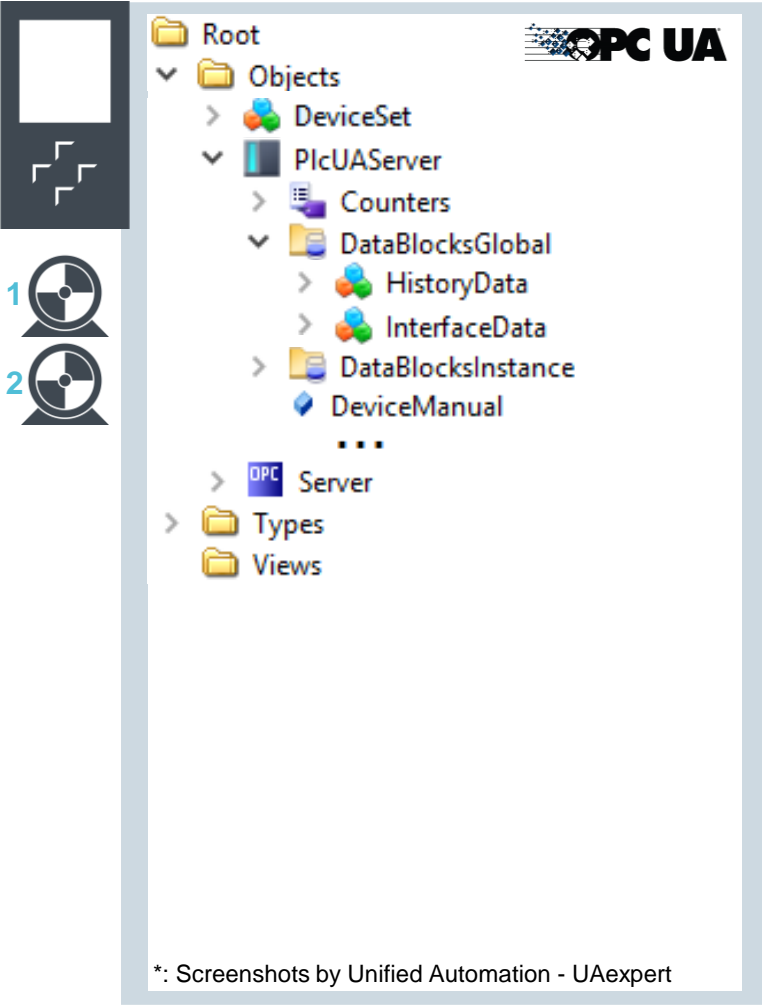 Root
OPC UA
Objects
DeviceSet
PlcUAServer
Counters
DataBlocksGlobal
1
HistoryData
InterfaceData
DataBlocksInstance
2
DeviceManual
...
OPC
Server
Types
Views
*: Screenshots by Unified Automation - UAexpert